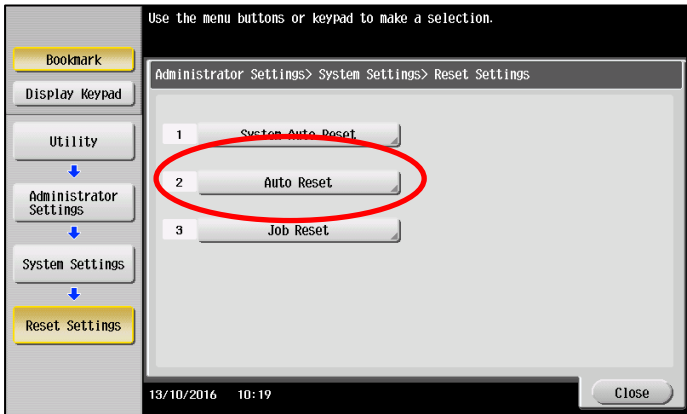 Use the menu buttons or keypad to make a selection.
Bookmark
Display Keypad
Utility
Administrator
Settings
System Settings
Reset Settings
Administrator Settings> System Settings> Reset Settings
1 System Auto Reset
2 Auto Reset
3 Job Reset
13/10/2016 10:19
Close